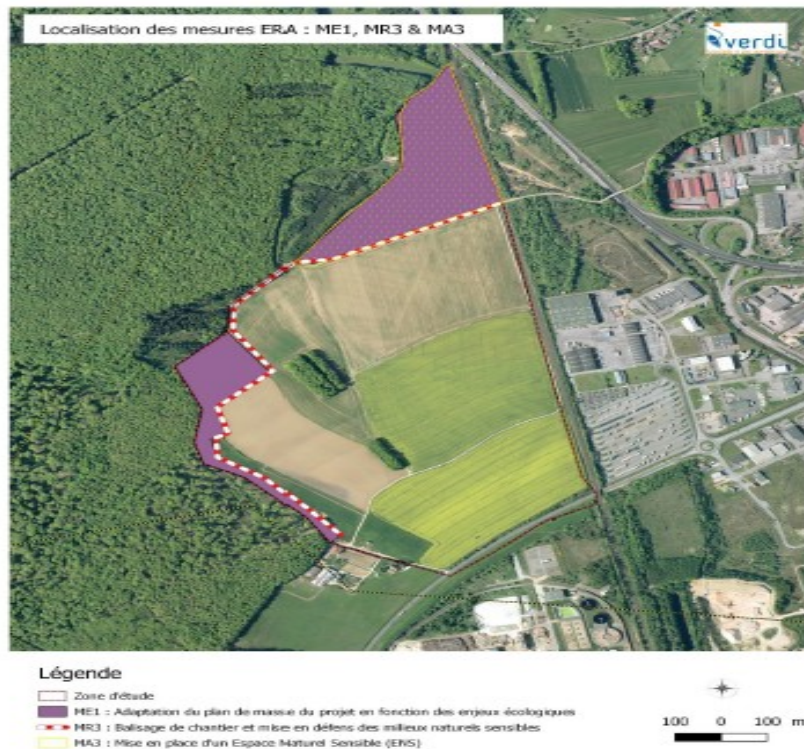 Localisation des mesures ERA : ME1, MR3 & MA3
verdi
Légende
Zone d'étude
ME1 : Adaptation du plan de masse du projet en fonction des enjeux écologiques
MR3 : Balisage de chantier et mise en défens des milieux naturels sensibles
MA3 : Mise en place d'un Espace Naturel Sensible (ENS)
100 0 100 m